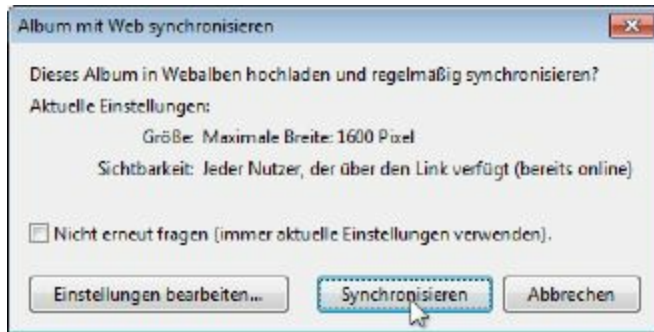 Album mit Web synchronisieren
Dieses Album in Webalben hochladen und regelmäßig synchronisieren?
Aktuelle Einstellungen:
Größe: Maximale Breite: 1600 Pixel
Sichtbarkeit: Jeder Nutzer, der über den Link verfügt (bereits online)
Nicht erneut fragen (immer aktuelle Einstellungen verwenden).
Einstellungen bearbeiten... Synchronisieren Abbrechen